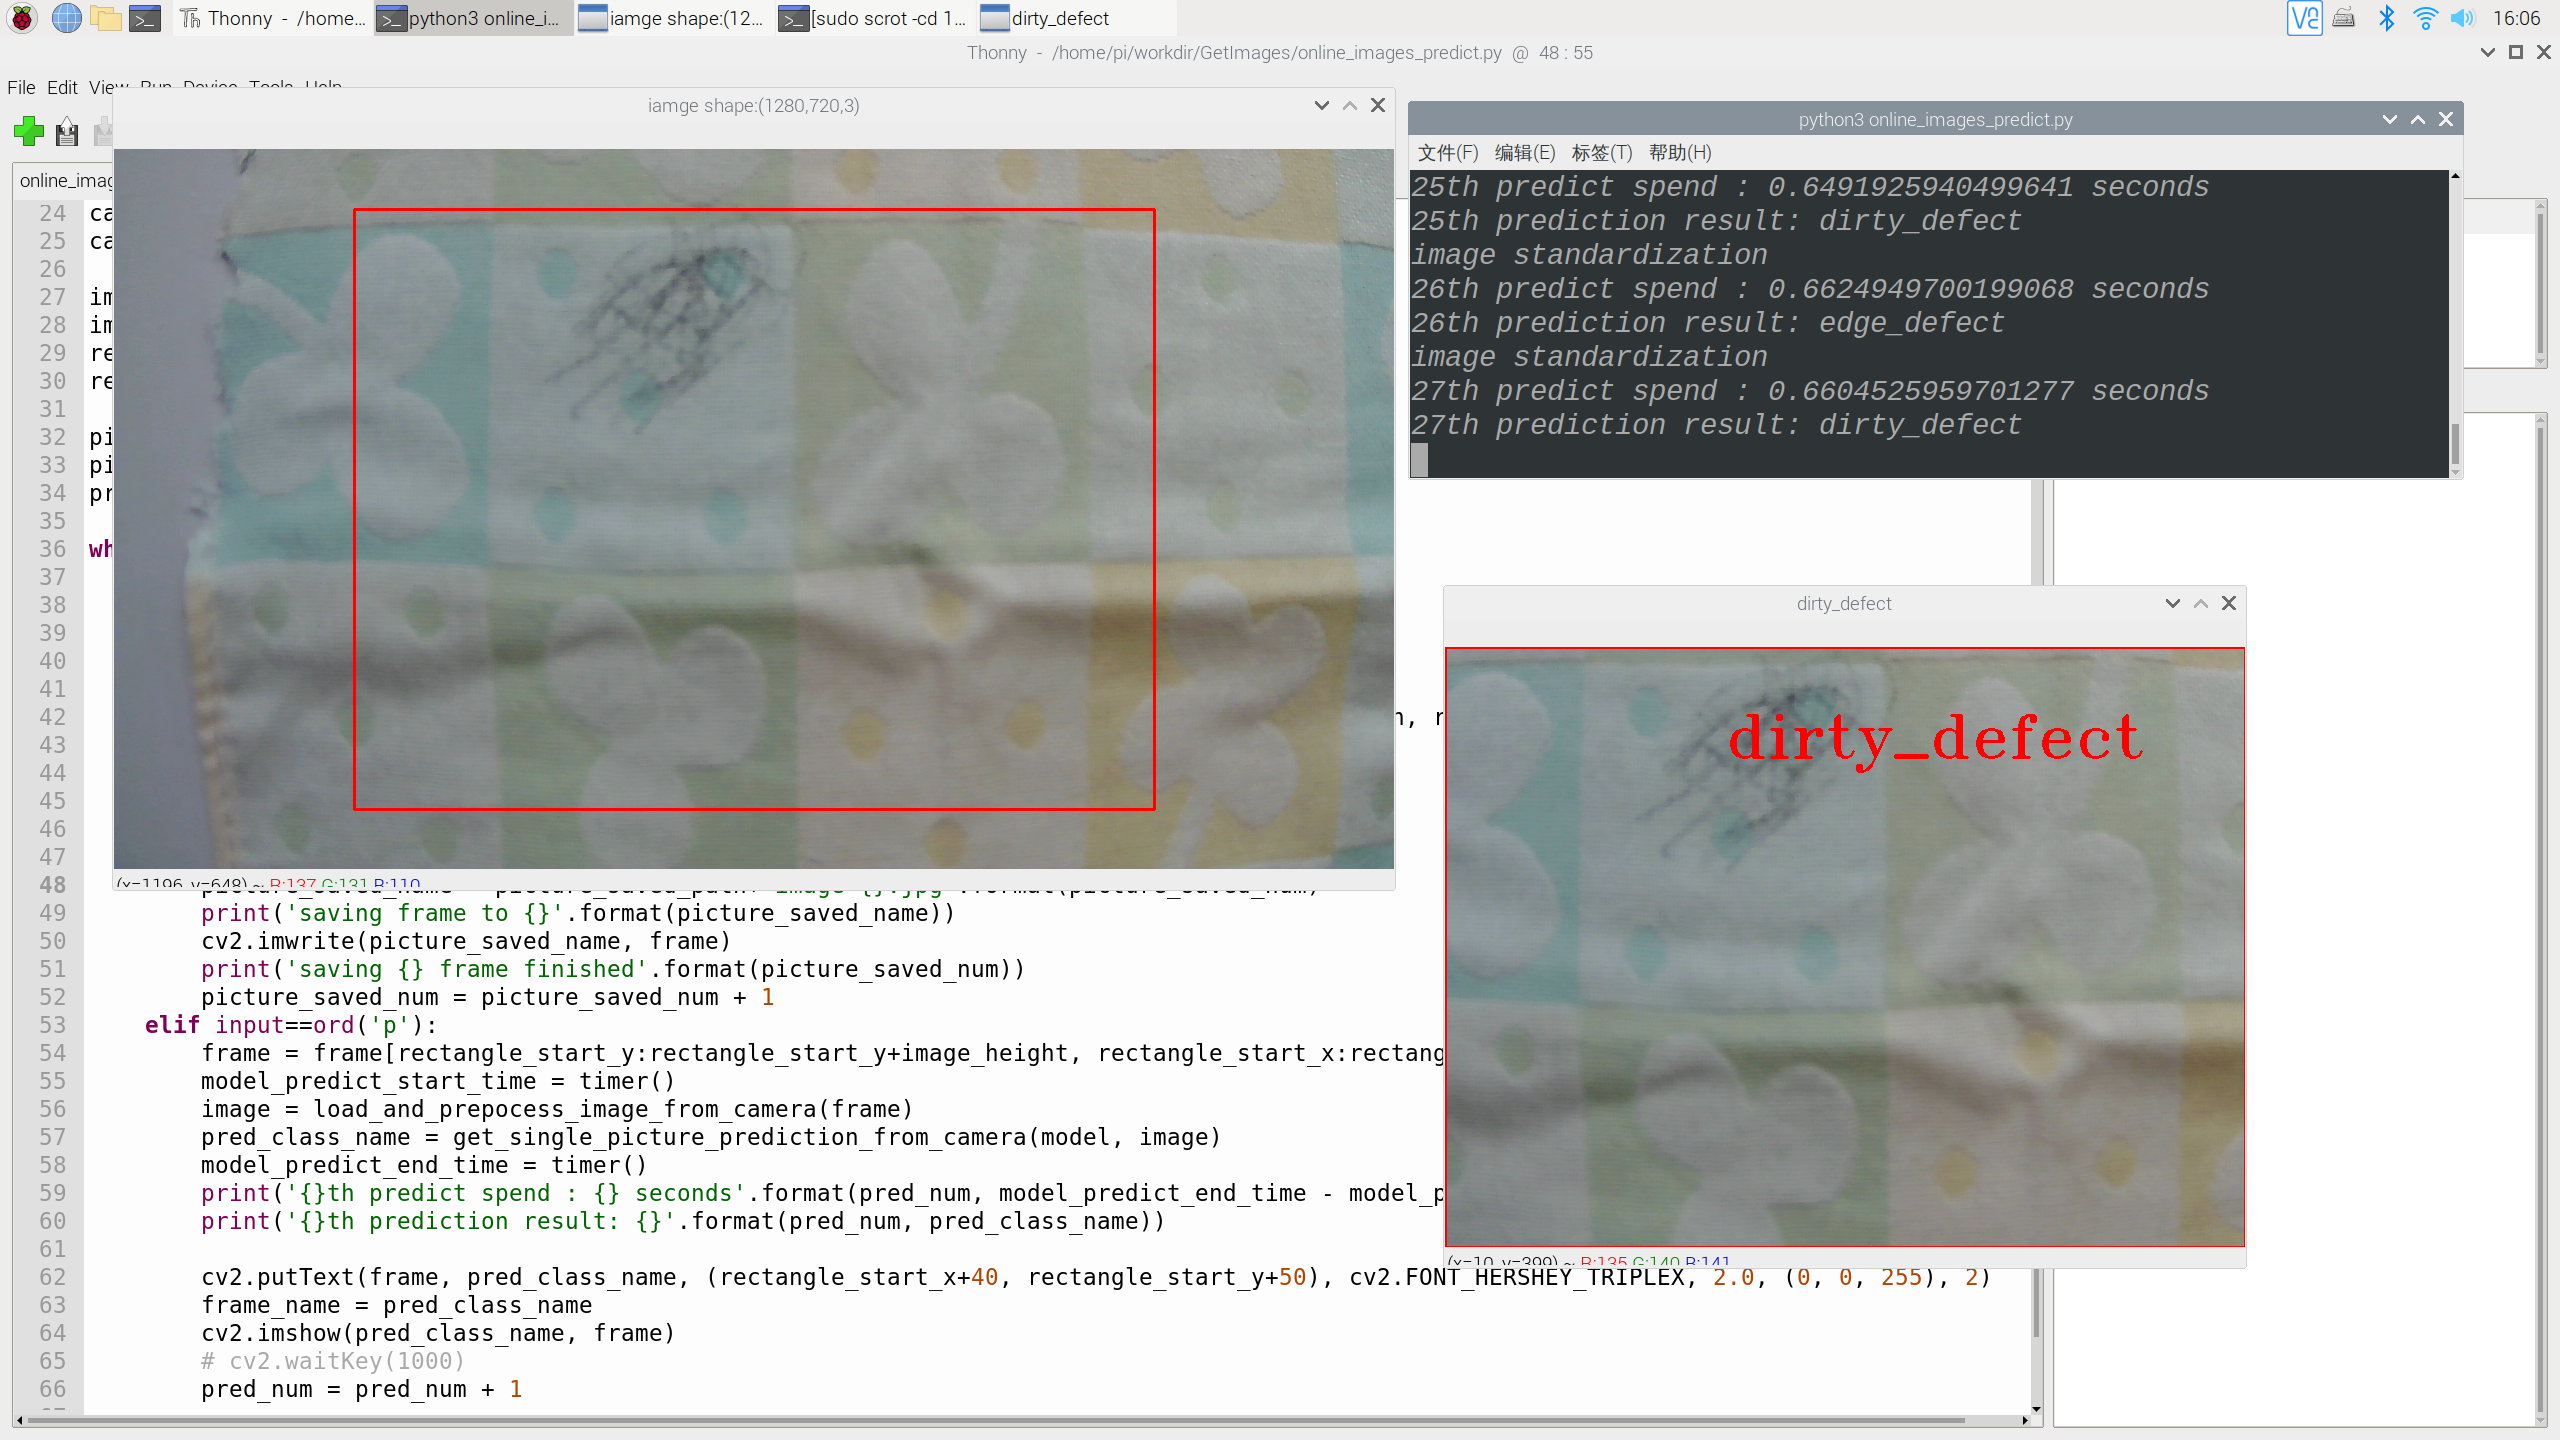 Thonny - /home...
python3 online_i...
iamge shape:(12...
[sudo scrot -cd 1...
dirty_defect
16:06
Thonny - /home/pi/workdir/GetImages/online_images_predict.py @ 48 : 55
File Edit View Run Device Tools Help
iamge shape:(1280,720,3)
python3 online_images_predict.py
文件(F) 编辑(E) 标签(T) 帮助(H)
25th predict spend : 0.6491925940499641 seconds
25th prediction result: dirty_defect
image standardization
26th predict spend : 0.6624949700199068 seconds
26th prediction result: edge_defect
image standardization
27th predict spend : 0.6604525959701277 seconds
27th prediction result: dirty_defect
online_imag
24 ca
25 ca
26
27 im
28 im
29 re
30 re
31
32 pi
33 pi
34 pr
35
36 wh
37
38
39
40
41
42
43
44
45
46
47
48
(x=1196, y=648) ~ R:137 G:131 B:110
49 print('saving frame to {}'.format(picture_saved_name))
50 cv2.imwrite(picture_saved_name, frame)
51 print('saving {} frame finished'.format(picture_saved_num))
52 picture_saved_num = picture_saved_num + 1
53 elif input==ord('p'):
54 frame = frame[rectangle_start_y:rectangle_start_y+image_height, rectangle_start_x:rectang
55 model_predict_start_time = timer()
56 image = load_and_prepocess_image_from_camera(frame)
57 pred_class_name = get_single_picture_prediction_from_camera(model, image)
58 model_predict_end_time = timer()
59 print('{}th predict spend : {} seconds'.format(pred_num, model_predict_end_time - model_p
60 print('{}th prediction result: {}'.format(pred_num, pred_class_name))
61
62 cv2.putText(frame, pred_class_name, (rectangle_start_x+40, rectangle_start_y+50), cv2.FONT_HERSHEY_TRIPLEX, 2.0, (0, 0, 255), 2)
63 frame_name = pred_class_name
64 cv2.imshow(pred_class_name, frame)
65 # cv2.waitKey(1000)
66 pred_num = pred_num + 1
dirty_defect
dirty_defect
(x=10, y=399) ~ R:135 G:140 B:141